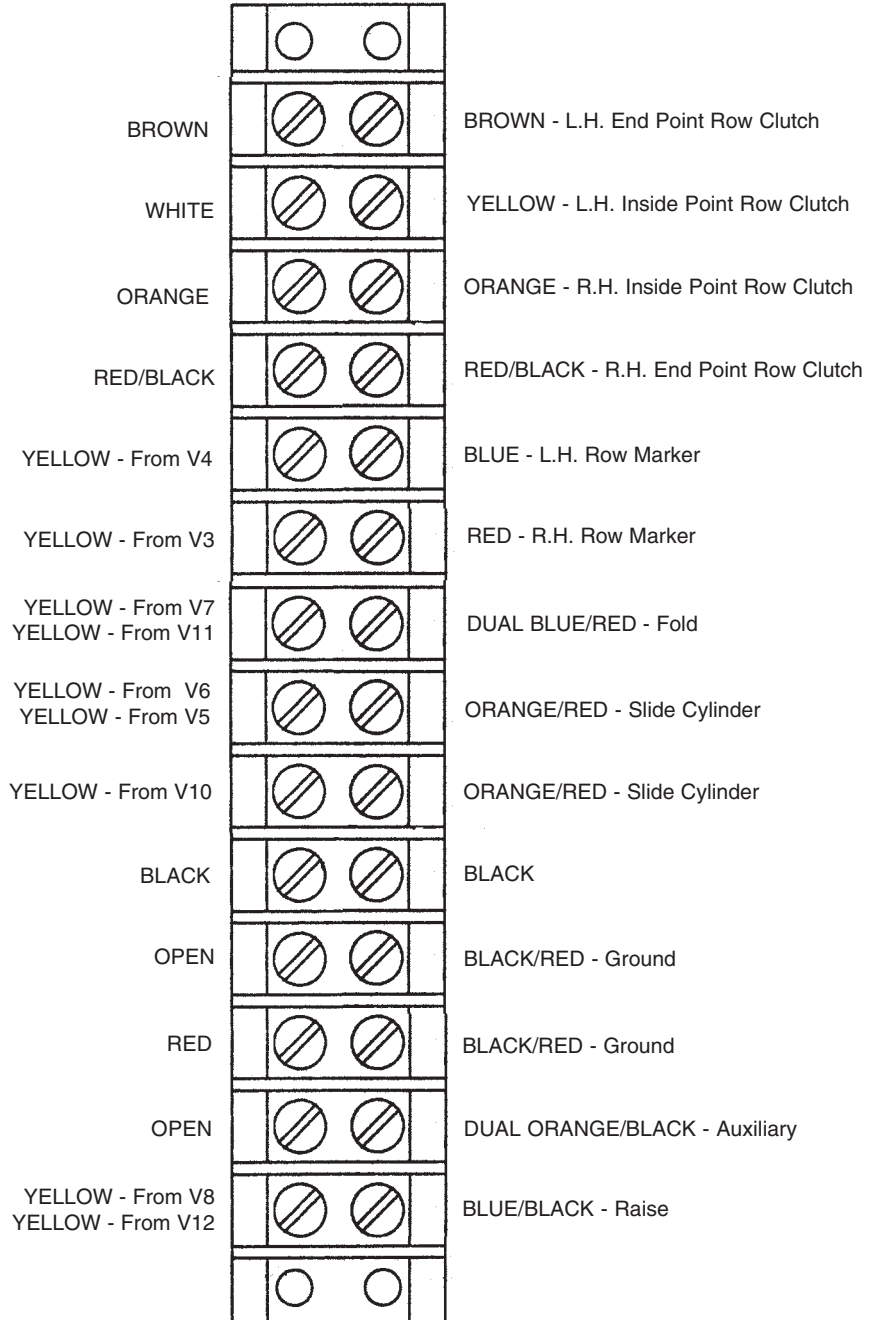 BROWN
BROWN - L.H. End Point Row Clutch
WHITE
YELLOW - L.H. Inside Point Row Clutch
ORANGE
ORANGE - R.H. Inside Point Row Clutch
RED/BLACK
RED/BLACK - R.H. End Point Row Clutch
YELLOW - From V4
BLUE - L.H. Row Marker
YELLOW - From V3
RED - R.H. Row Marker
YELLOW - From V7
YELLOW - From V11
DUAL BLUE/RED - Fold
YELLOW - From V6
YELLOW - From V5
ORANGE/RED - Slide Cylinder
YELLOW - From V10
ORANGE/RED - Slide Cylinder
BLACK
BLACK
OPEN
BLACK/RED - Ground
RED
BLACK/RED - Ground
OPEN
DUAL ORANGE/BLACK - Auxiliary
YELLOW - From V8
YELLOW - From V12
BLUE/BLACK - Raise